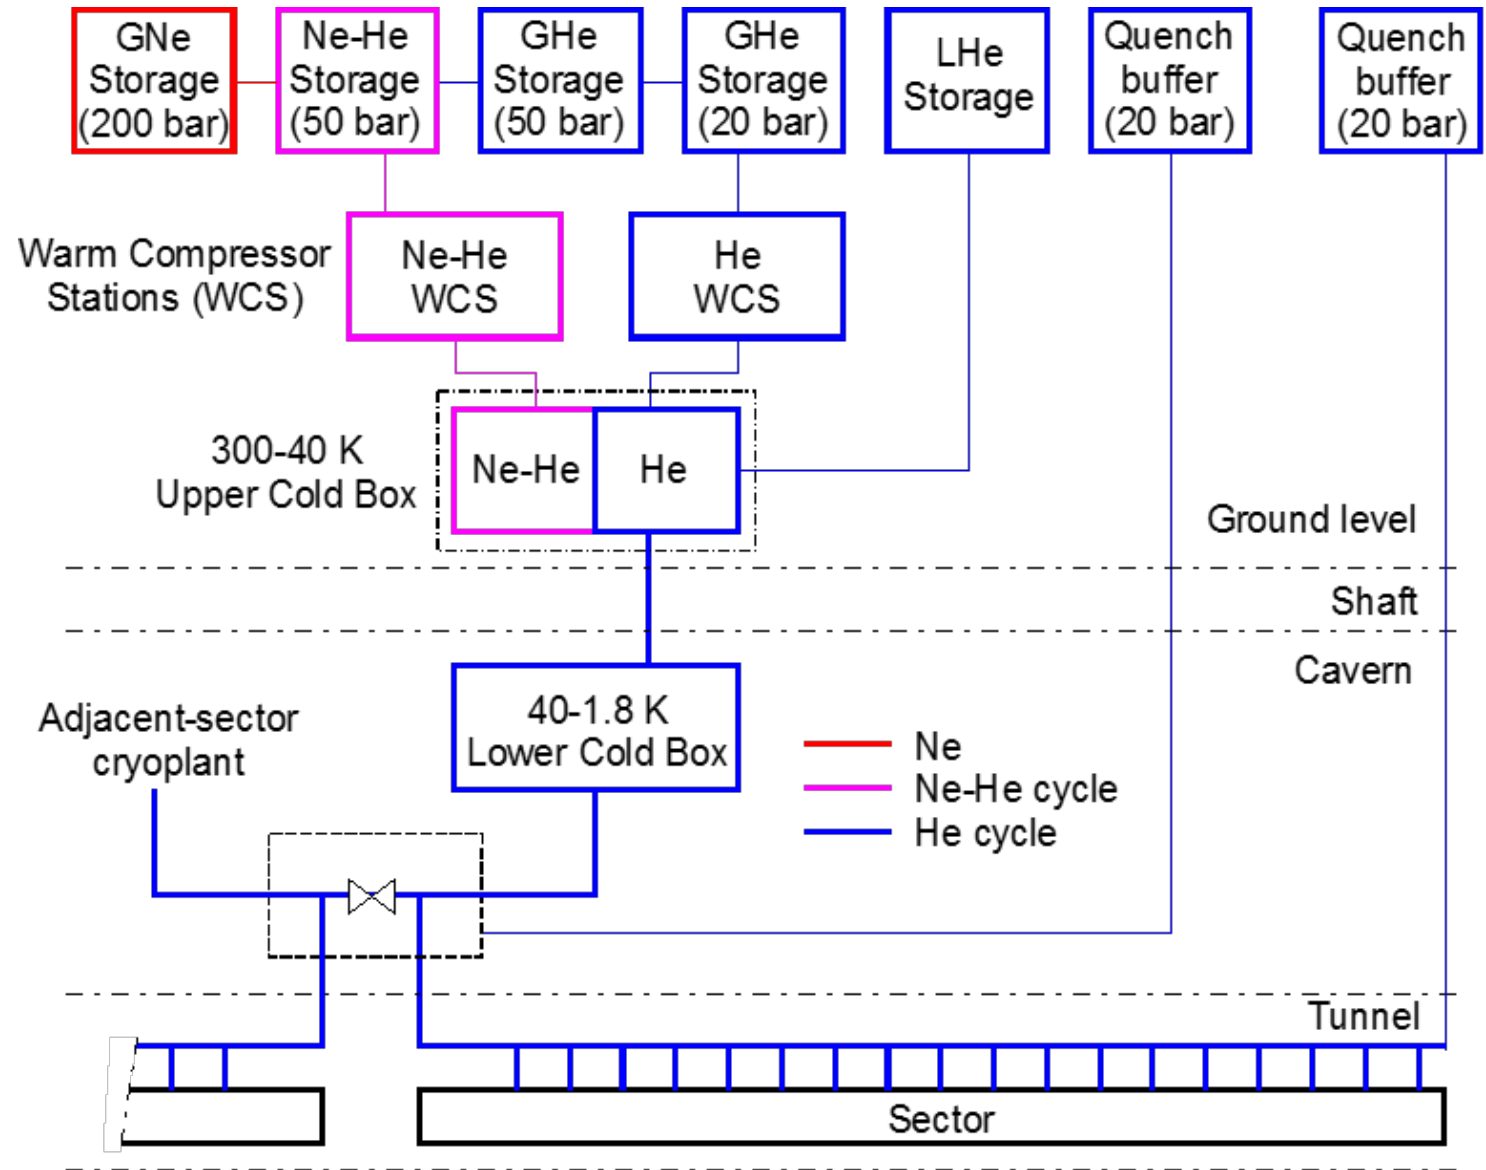 GNe
Storage
(200 bar)
Ne-He
Storage
(50 bar)
GHe
Storage
(50 bar)
GHe
Storage
(20 bar)
LHe
Storage
Quench
buffer
(20 bar)
Quench
buffer
(20 bar)
Warm Compressor
Stations (WCS)
Ne-He
WCS
He
WCS
300-40 K
Upper Cold Box
Ne-He
He
Ground level
Shaft
Cavern
40-1.8 K
Lower Cold Box
Adjacent-sector
cryoplant
Ne
Ne-He cycle
He cycle
Tunnel
Sector